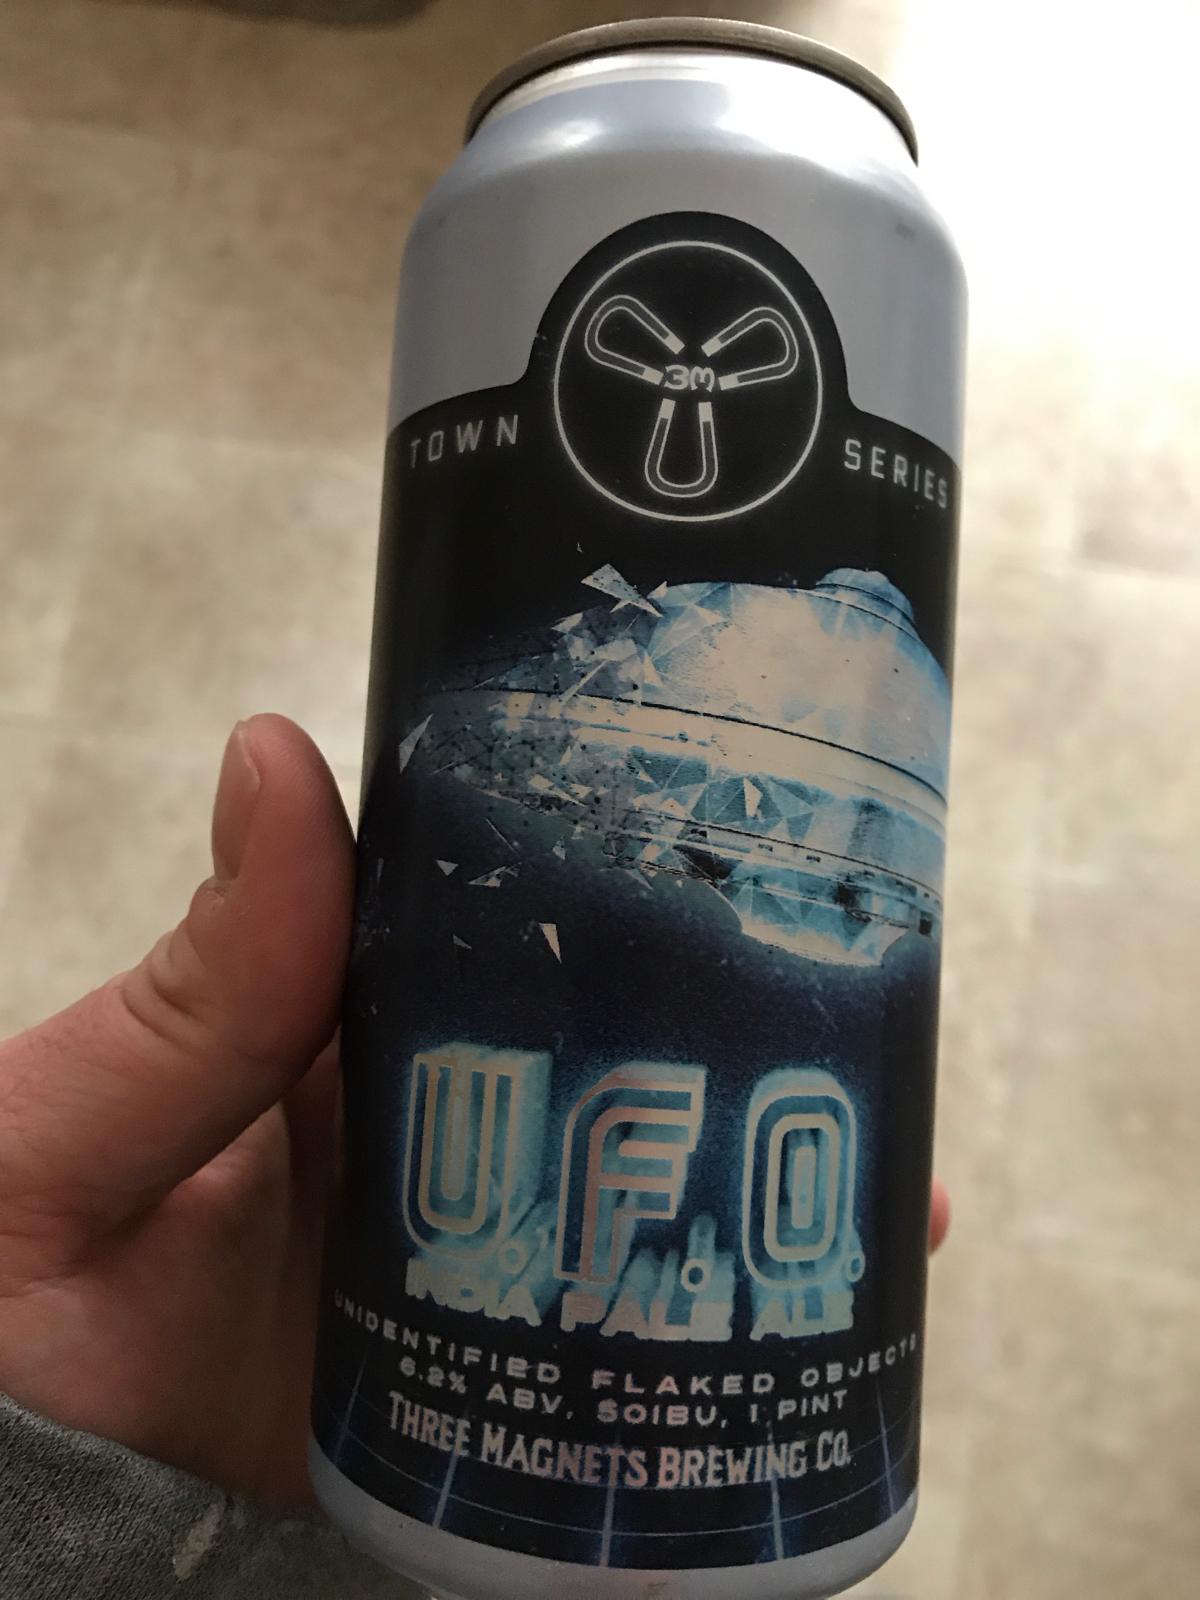 3M
TOWN SERIES
U.F.O.
INDIA PALE ALE
UNIDENTIFIED FLAKED OBJECTS
6.2% ABV, 50IBU, 1 PINT
THREE MAGNETS BREWING CO.